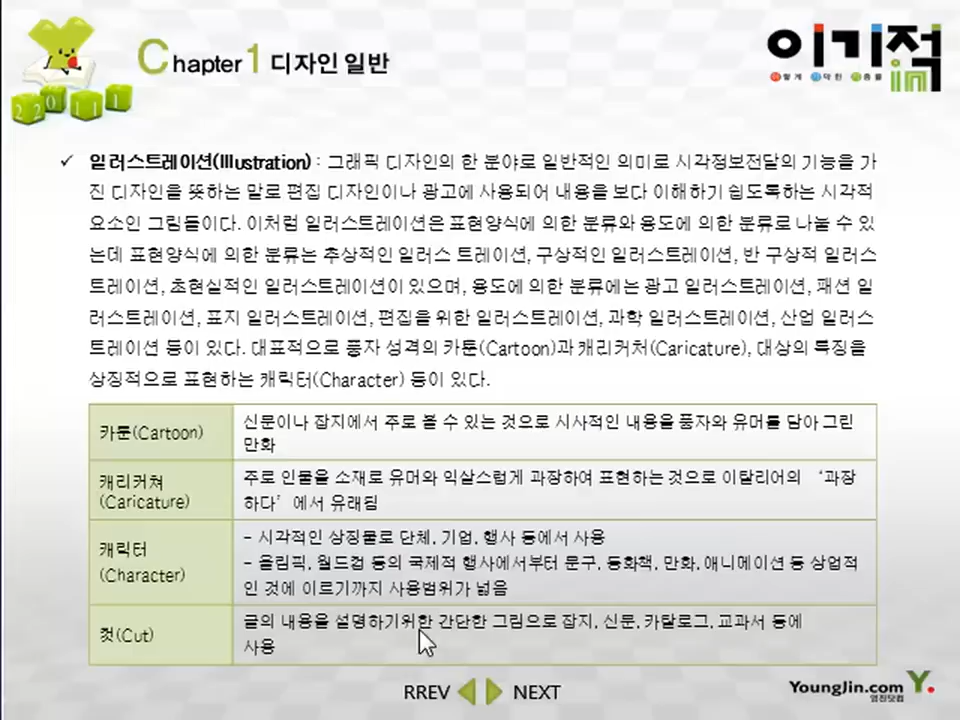 Chapter 1 디자인 일반
이기적 in
이렇게 기막힌 적중률
2 2 0 1 1 1
✓ 일러스트레이션(Illustration) : 그래픽 디자인의 한 분야로 일반적인 의미로 시각정보전달의 기능을 가
진 디자인을 뜻하는 말로 편집 디자인이나 광고에 사용되어 내용을 보다 이해하기 쉽도록하는 시각적
요소인 그림들이다. 이처럼 일러스트레이션은 표현양식에 의한 분류와 용도에 의한 분류로 나눌 수 있
는데 표현양식에 의한 분류는 추상적인 일러스 트레이션, 구상적인 일러스트레이션, 반 구상적 일러스
트레이션, 초현실적인 일러스트레이션이 있으며, 용도에 의한 분류에는 광고 일러스트레이션, 패션 일
러스트레이션, 표지 일러스트레이션, 편집을 위한 일러스트레이션, 과학 일러스트레이션, 산업 일러스
트레이션 등이 있다. 대표적으로 풍자 성격의 카툰(Cartoon)과 캐리커처(Caricature), 대상의 특징을
상징적으로 표현하는 캐릭터(Character) 등이 있다.
카툰(Cartoon)
신문이나 잡지에서 주로 볼 수 있는 것으로 시사적인 내용을 풍자와 유머를 담아 그린
만화
캐리커쳐
(Caricature)
주로 인물을 소재로 유머와 익살스럽게 과장하여 표현하는 것으로 이탈리어의 ‘과장
하다’에서 유래됨
캐릭터
(Character)
- 시각적인 상징물로 단체, 기업, 행사 등에서 사용
- 올림픽, 월드컵 등의 국제적 행사에서부터 문구, 동화책, 만화, 애니메이션 등 상업적
인 것에 이르기까지 사용범위가 넓음
컷(Cut)
글의 내용을 설명하기위한 간단한 그림으로 잡지, 신문, 카탈로그, 교과서 등에
사용
RREV NEXT
YoungJin.com Y.
영진닷컴